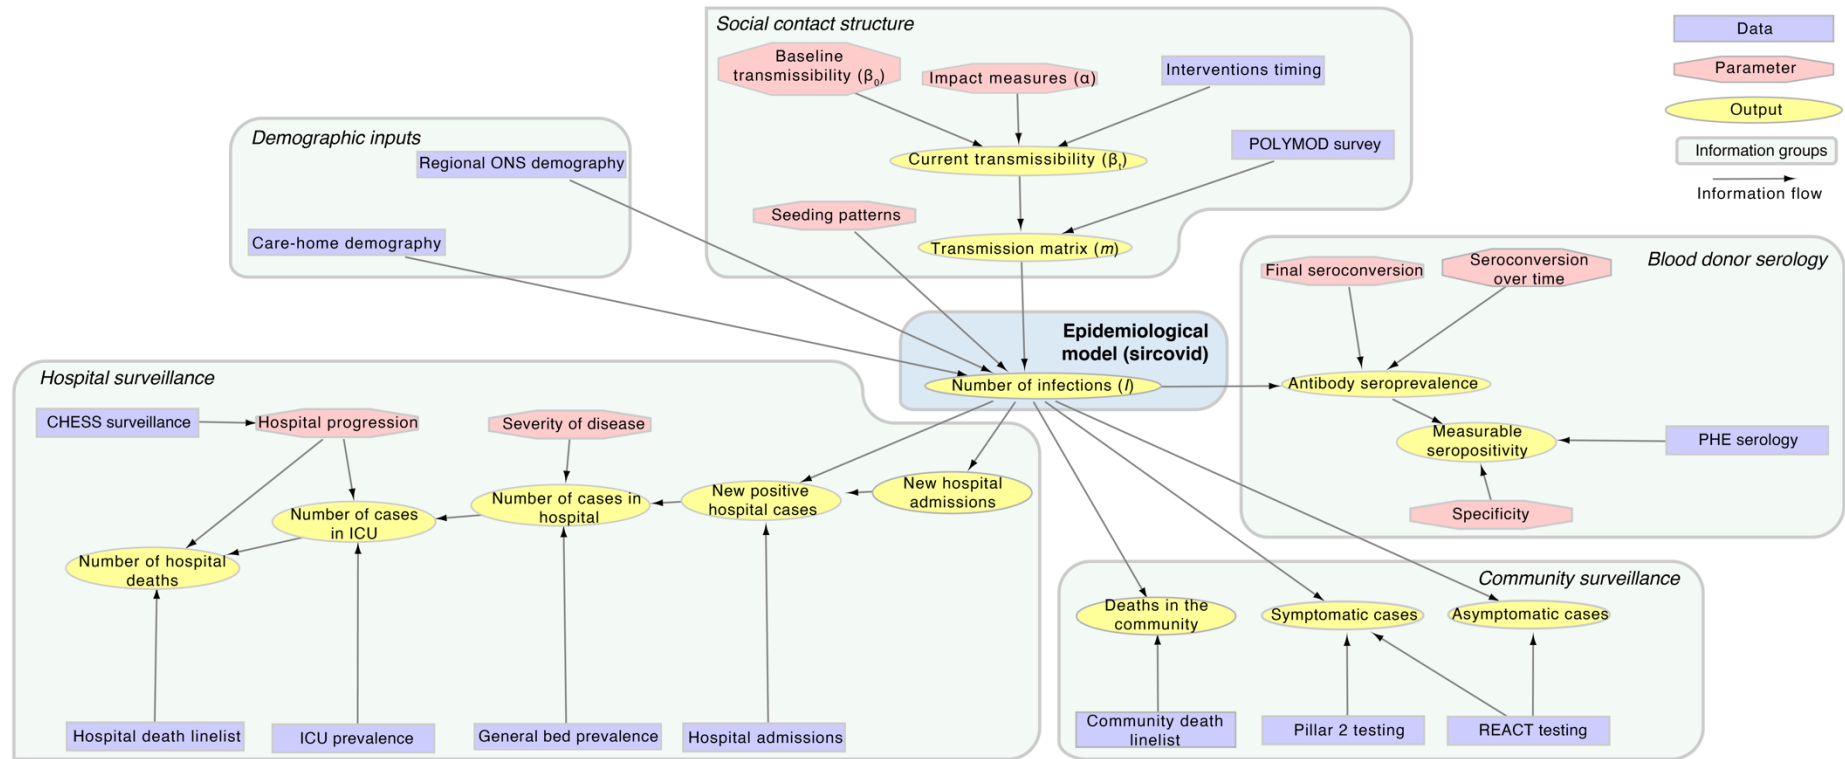 Social contact structure
Baseline
transmissibility (β0)
Impact measures (α)
Interventions timing
Current transmissibility (βt)
POLYMOD survey
Seeding patterns
Transmission matrix (m)
Data
Parameter
Output
Information groups
Information flow
Demographic inputs
Regional ONS demography
Care-home demography
Epidemiological
model (sircovid)
Number of infections (I)
Blood donor serology
Final seroconversion
Seroconversion
over time
Antibody seroprevalence
Measurable
seropositivity
PHE serology
Specificity
Hospital surveillance
CHESS surveillance
Hospital progression
Severity of disease
Number of cases in
hospital
New positive
hospital cases
New hospital
admissions
Number of cases
in ICU
Number of hospital
deaths
Hospital death linelist
ICU prevalence
General bed prevalence
Hospital admissions
Community surveillance
Deaths in the
community
Symptomatic cases
Asymptomatic cases
Community death
linelist
Pillar 2 testing
REACT testing